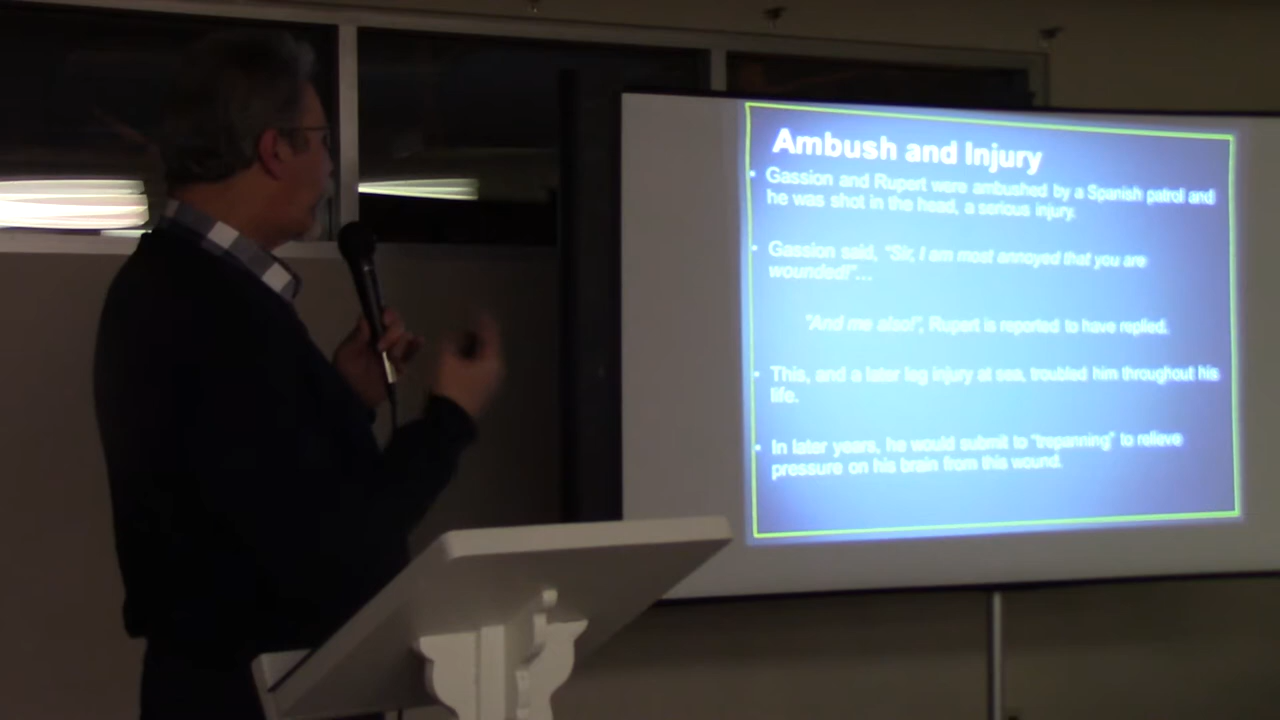 Ambush and Injury
• Gassion and Rupert were ambushed by a Spanish patrol and
he was shot in the head, a serious injury.
• Gassion said, "Sir, I am most annoyed that you are
wounded!"...
"And me also!", Rupert is reported to have replied.
• This, and a later leg injury at sea, troubled him throughout his
life.
• In later years, he would submit to "trepanning" to relieve
pressure on his brain from this wound.